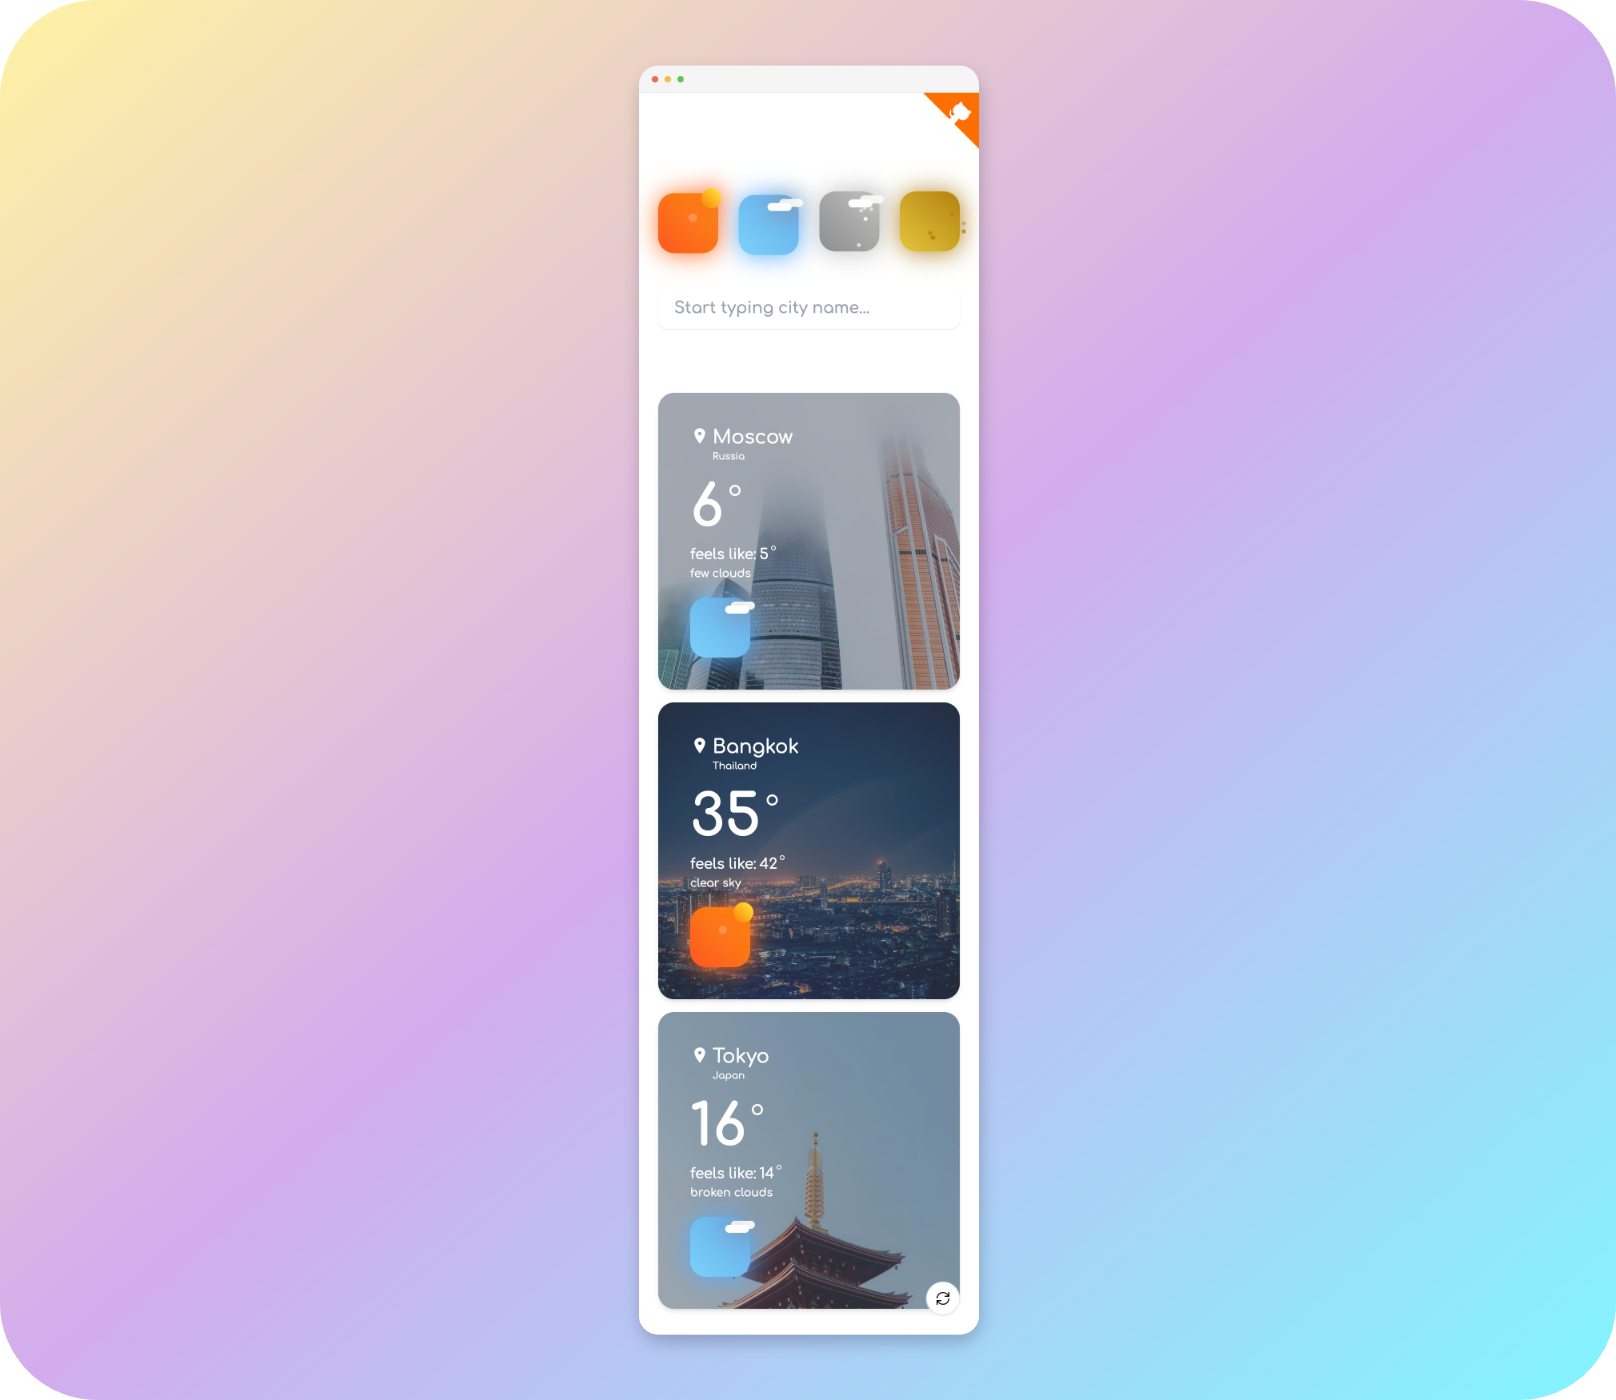 Start typing city name...
Moscow
Russia
6°
feels like: 5°
few clouds
Bangkok
Thailand
35°
feels like: 42°
clear sky
Tokyo
Japan
16°
feels like: 14°
broken clouds